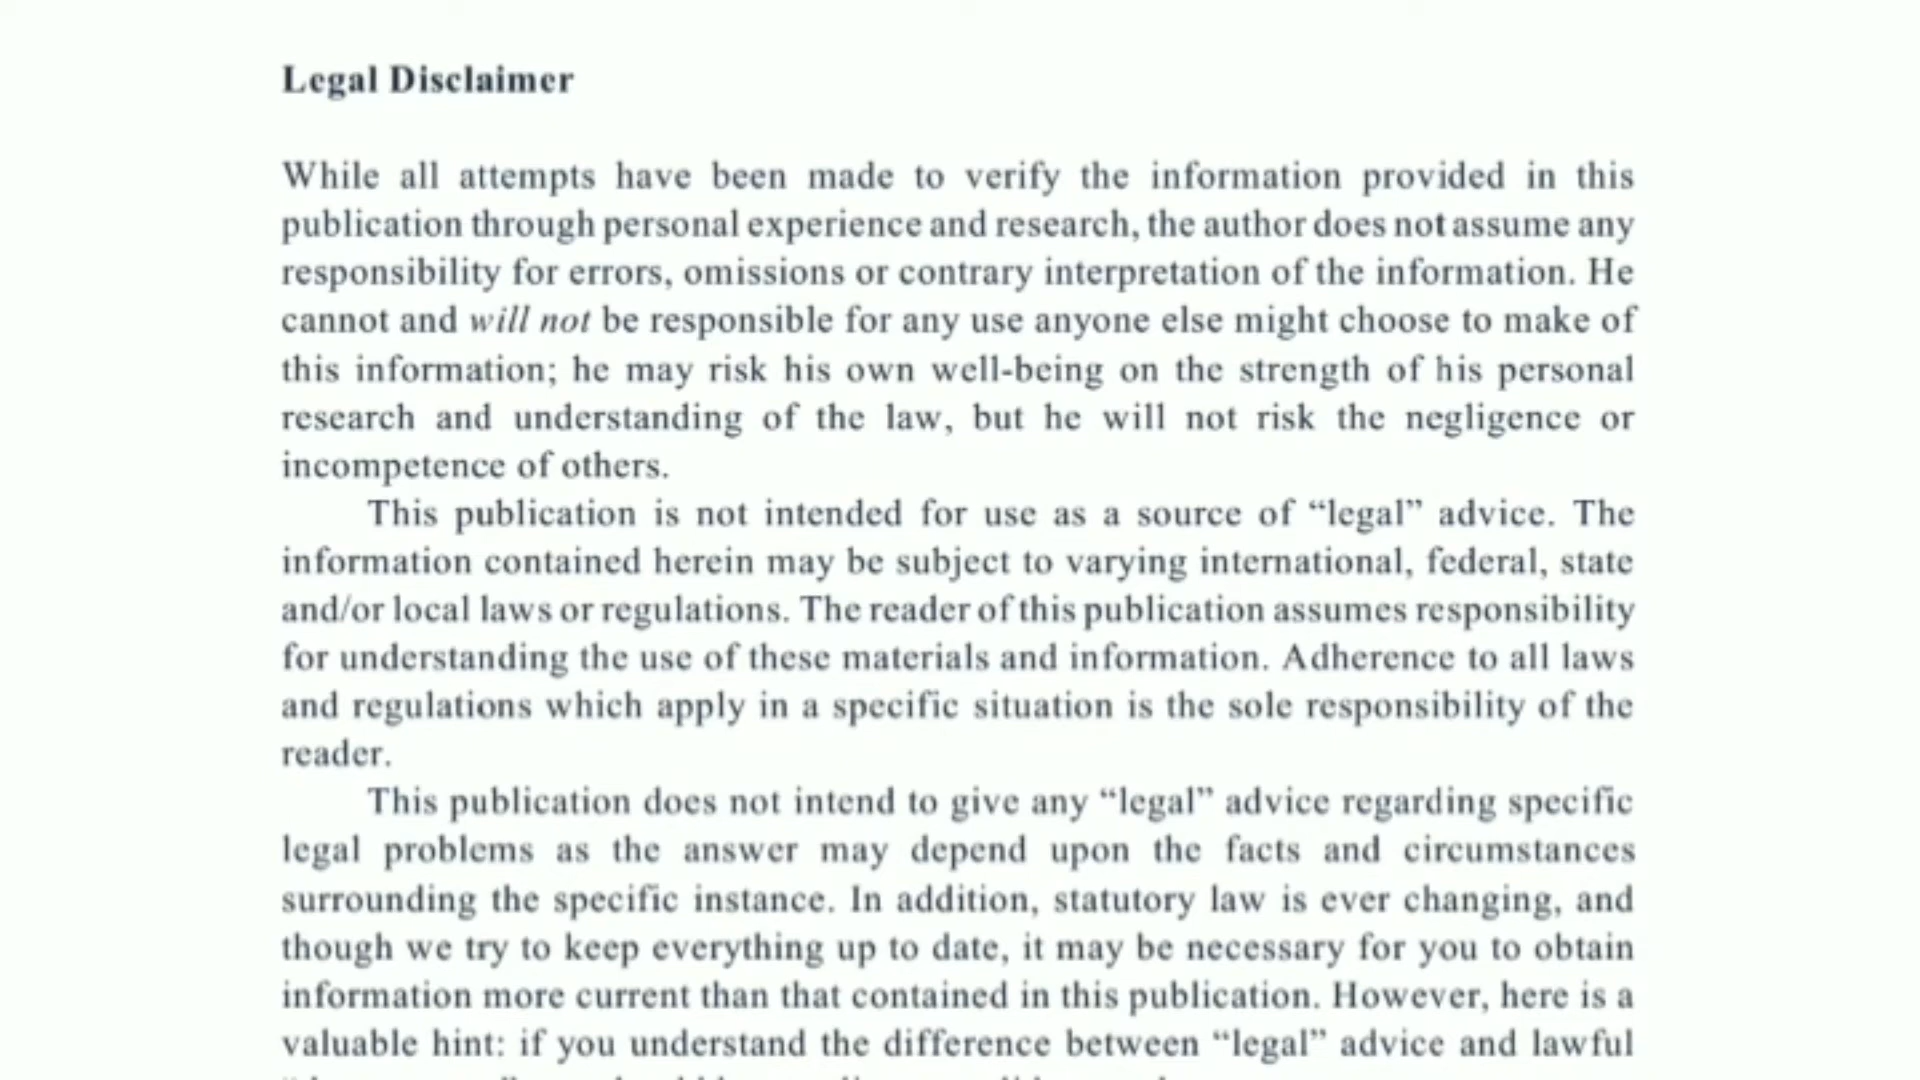 Legal Disclaimer
While all attempts have been made to verify the information provided in this
publication through personal experience and research, the author does not assume any
responsibility for errors, omissions or contrary interpretation of the information. He
cannot and will not be responsible for any use anyone else might choose to make of
this information; he may risk his own well-being on the strength of his personal
research and understanding of the law, but he will not risk the negligence or
incompetence of others.
This publication is not intended for use as a source of “legal” advice. The
information contained herein may be subject to varying international, federal, state
and/or local laws or regulations. The reader of this publication assumes responsibility
for understanding the use of these materials and information. Adherence to all laws
and regulations which apply in a specific situation is the sole responsibility of the
reader.
This publication does not intend to give any “legal” advice regarding specific
legal problems as the answer may depend upon the facts and circumstances
surrounding the specific instance. In addition, statutory law is ever changing, and
though we try to keep everything up to date, it may be necessary for you to obtain
information more current than that contained in this publication. However, here is a
valuable hint: if you understand the difference between “legal” advice and lawful